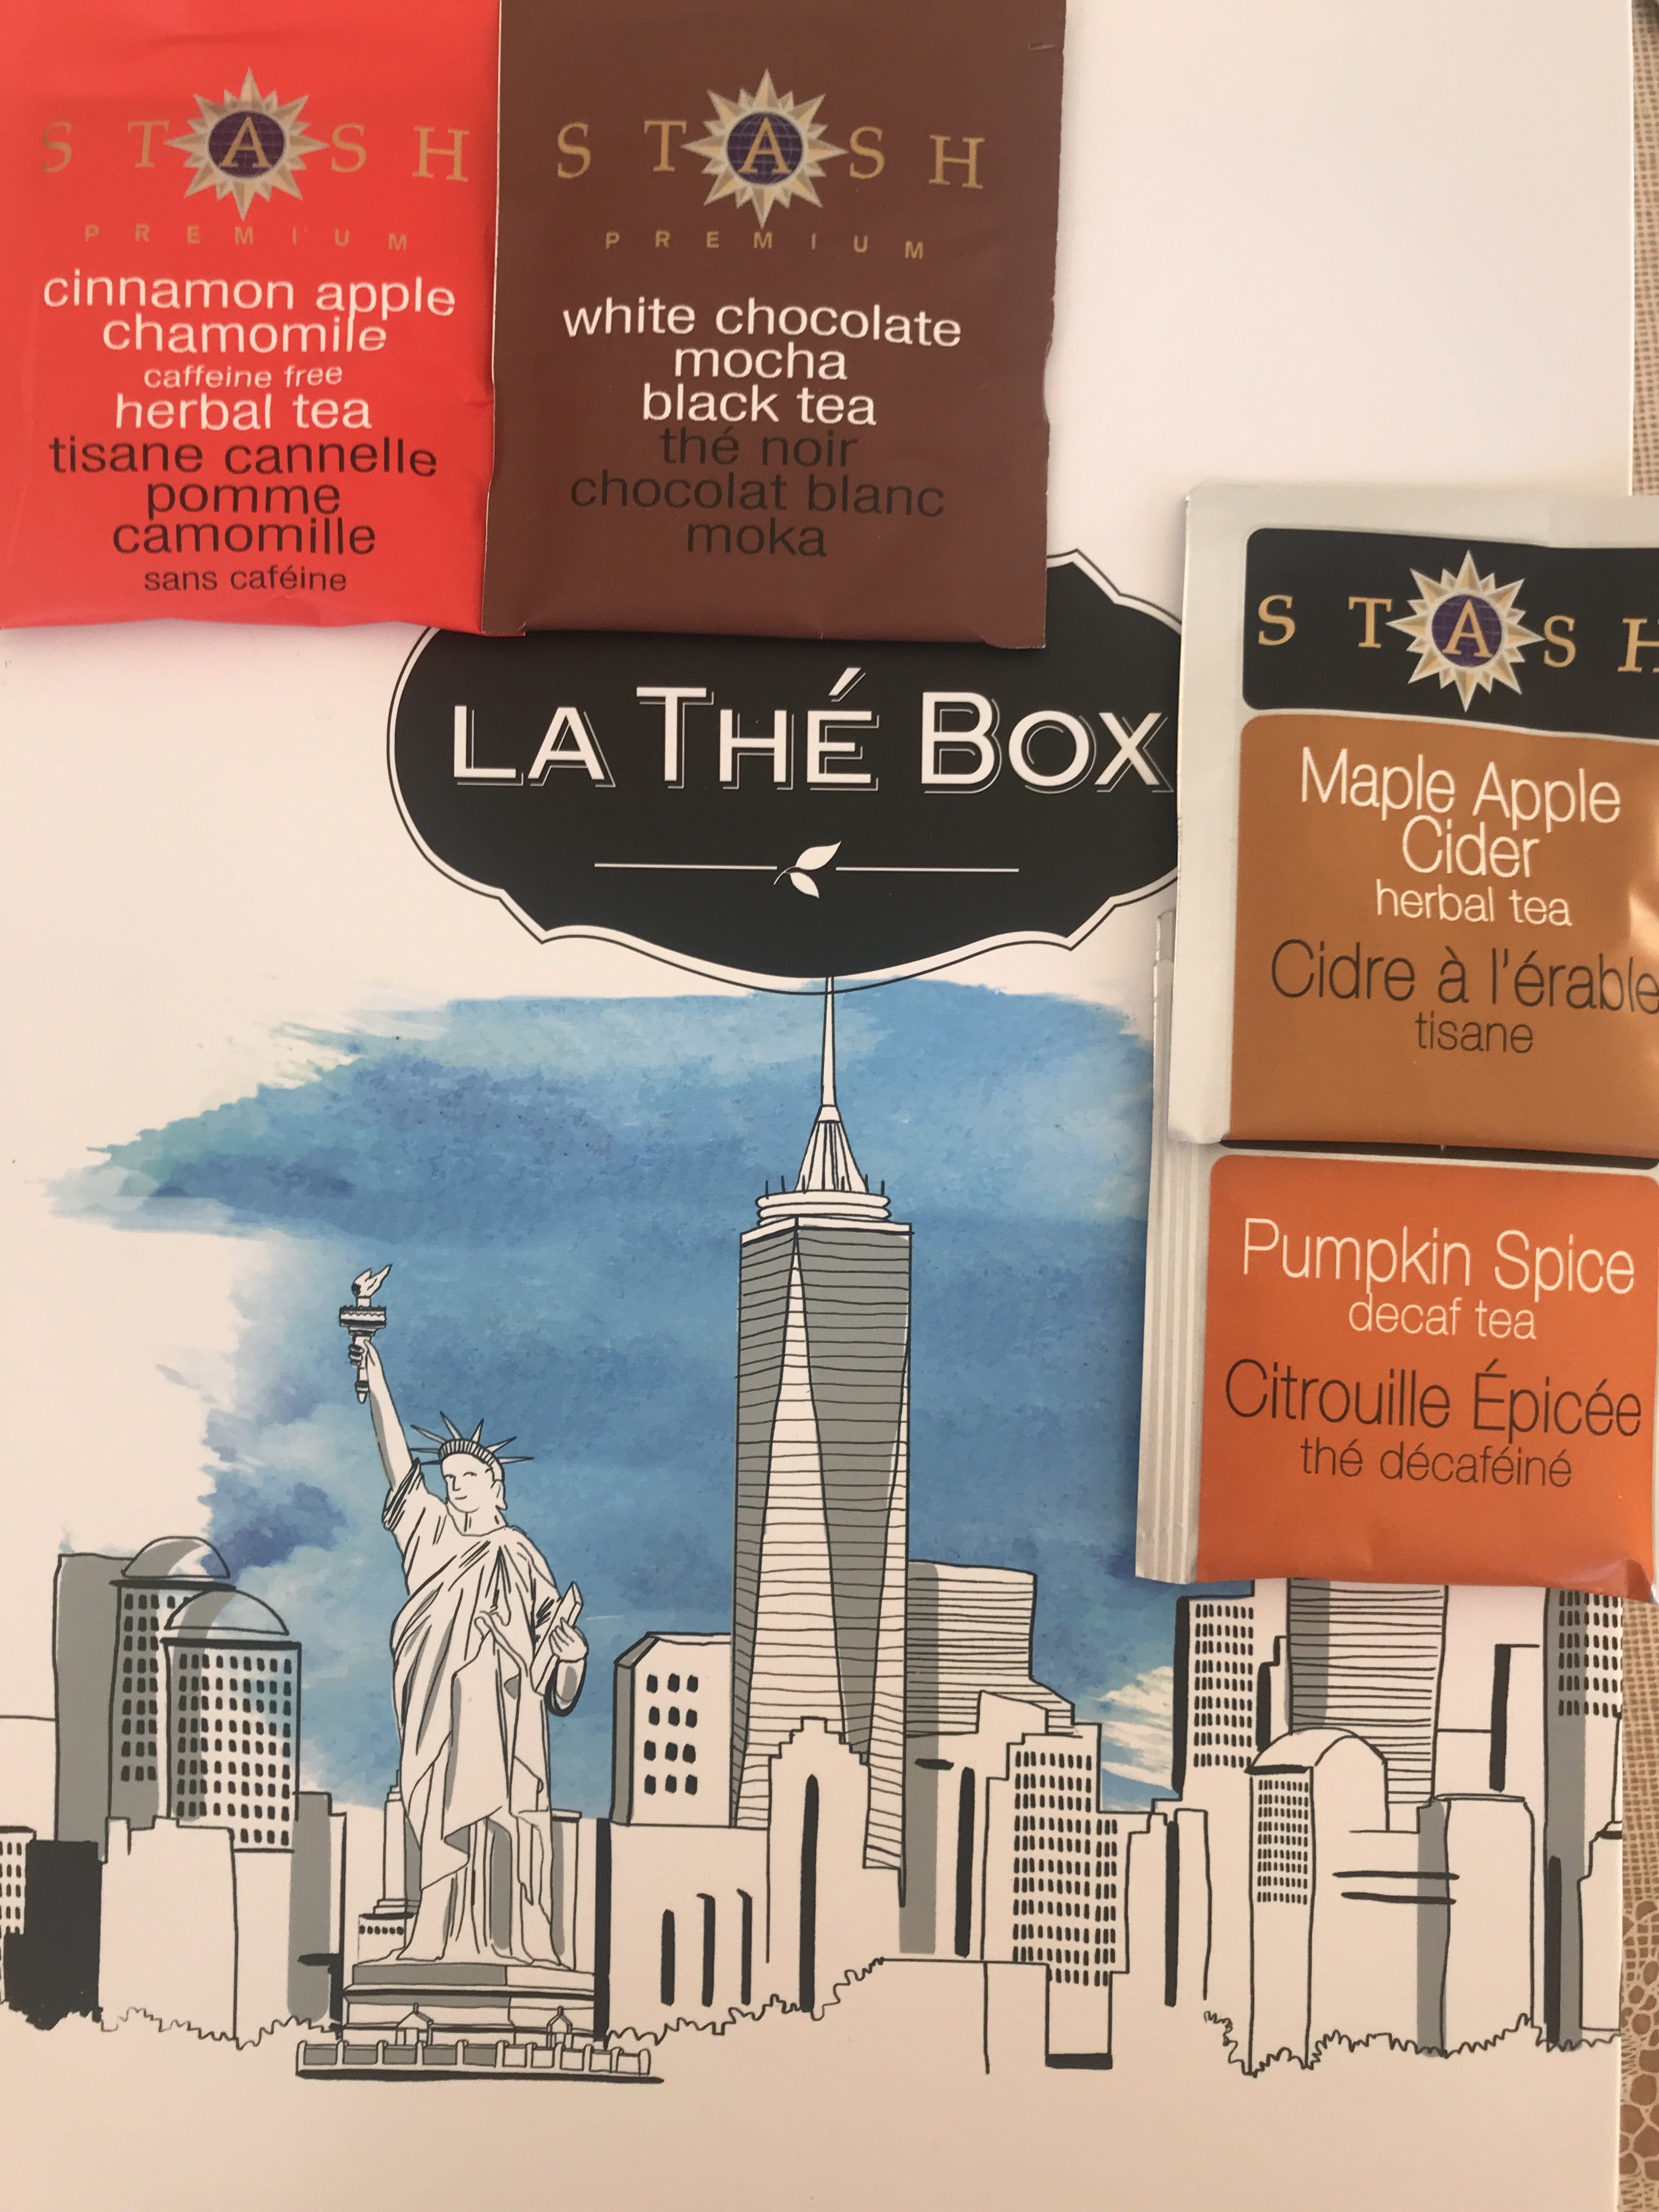 STASH
PREMIUM
cinnamon apple
chamomile
caffeine free
herbal tea
tisane cannelle
pomme
camomille
sans caféine
STASH
PREMIUM
white chocolate
mocha
black tea
thé noir
chocolat blanc
moka
LA THÉ BOX
STASH
Maple Apple
Cider
herbal tea
Cidre à l'érable
tisane
Pumpkin Spice
decaf tea
Citrouille Épicée
thé décaféiné